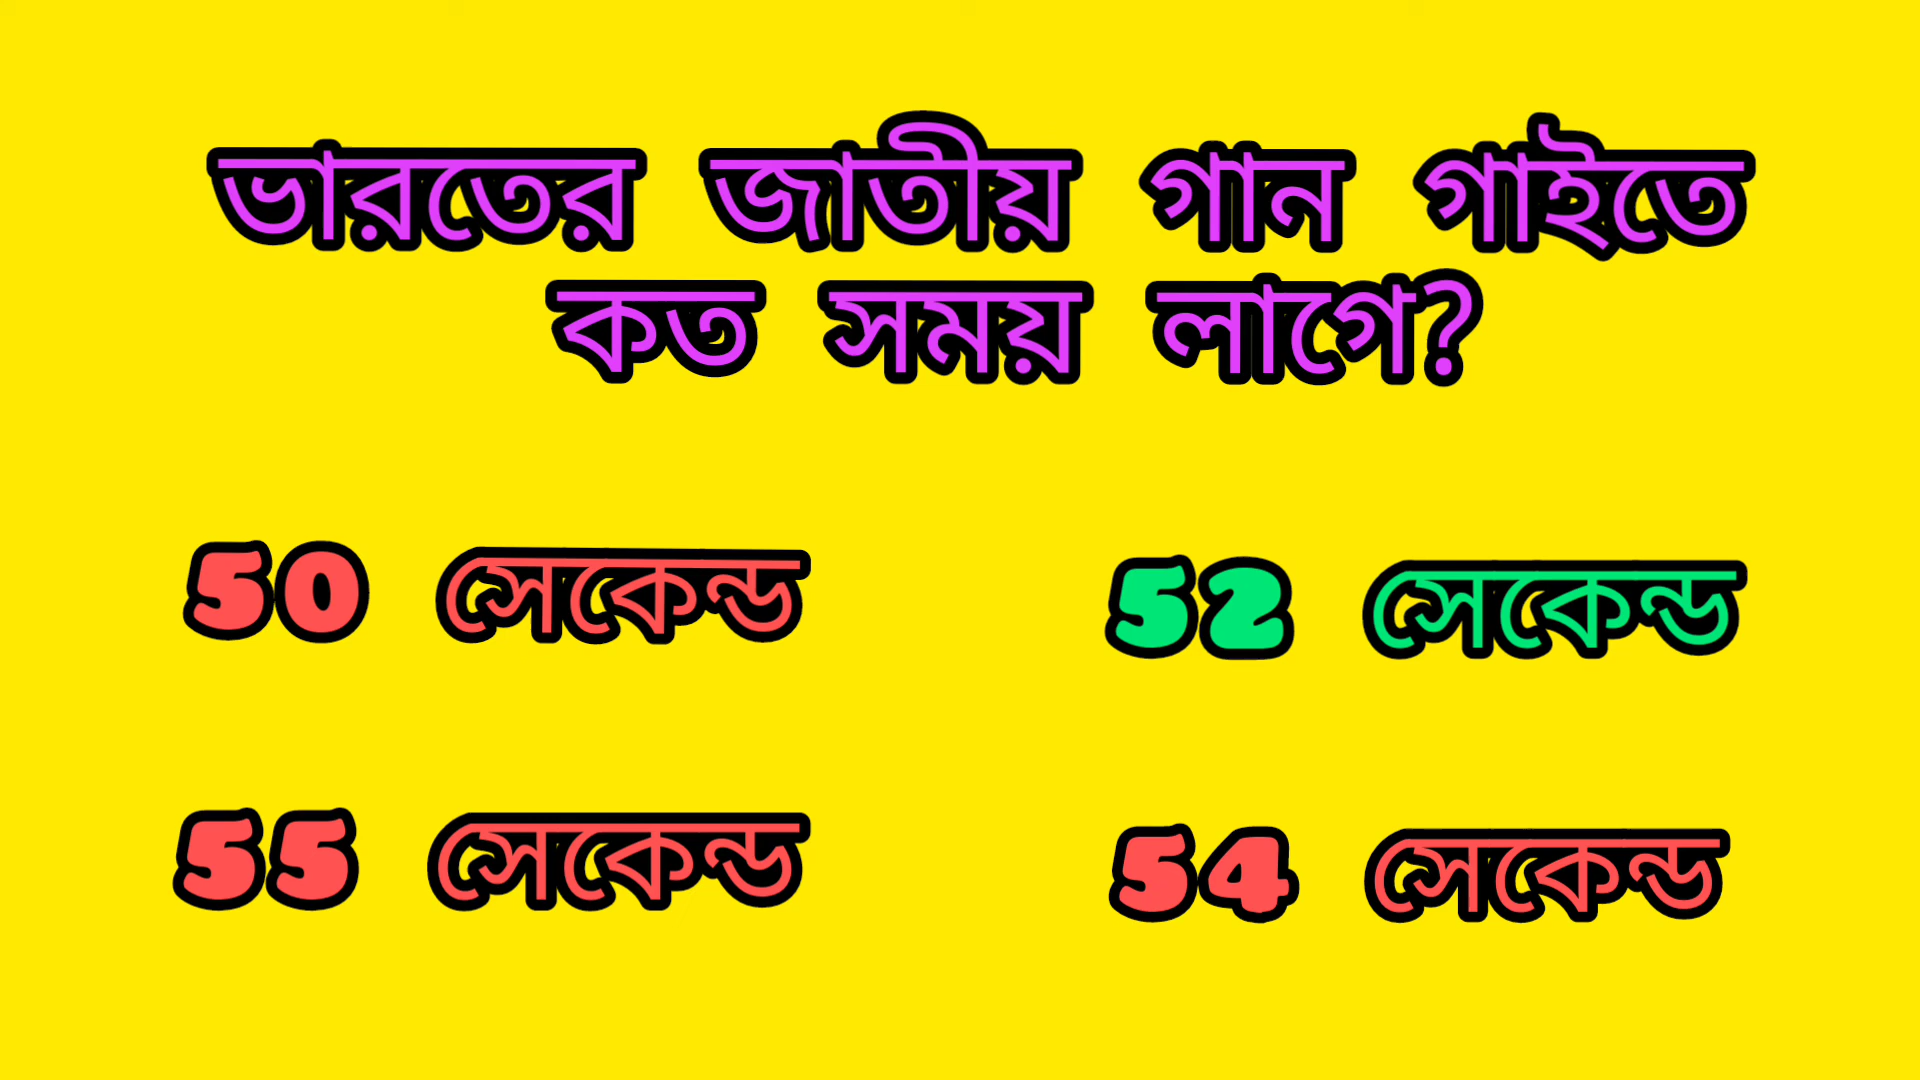 ভারতের জাতীয় গান গাইতে
কত সময় লাগে?
50 সেকেন্ড
52 সেকেন্ড
55 সেকেন্ড
54 সেকেন্ড